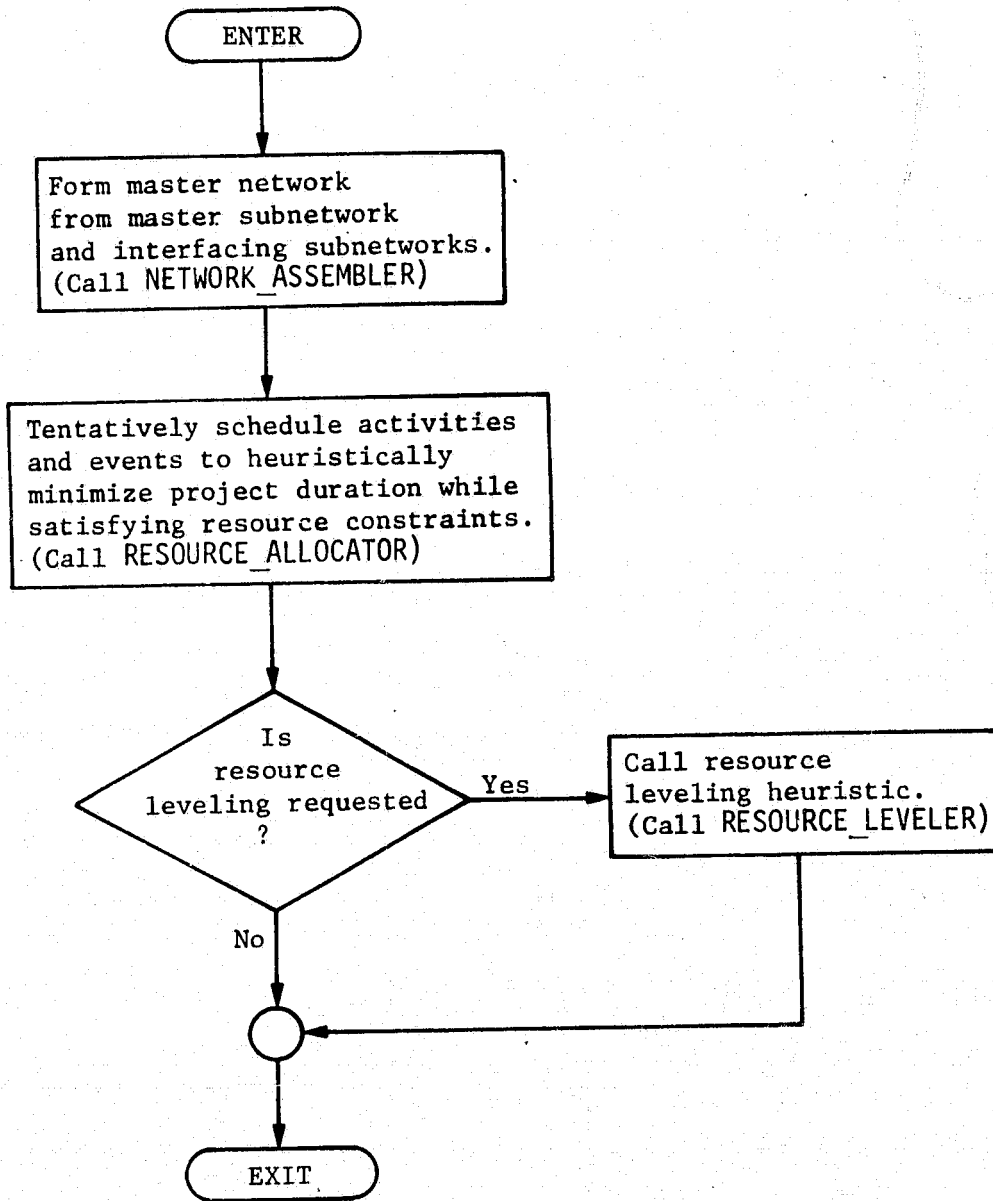 ENTER
Form master network
from master subnetwork
and interfacing subnetworks.
(Call NETWORK_ASSEMBLER)
Tentatively schedule activities
and events to heuristically
minimize project duration while
satisfying resource constraints.
(Call RESOURCE_ALLOCATOR)
Is
resource
leveling requested
?
Yes
Call resource
leveling heuristic.
(Call RESOURCE_LEVELER)
No
EXIT